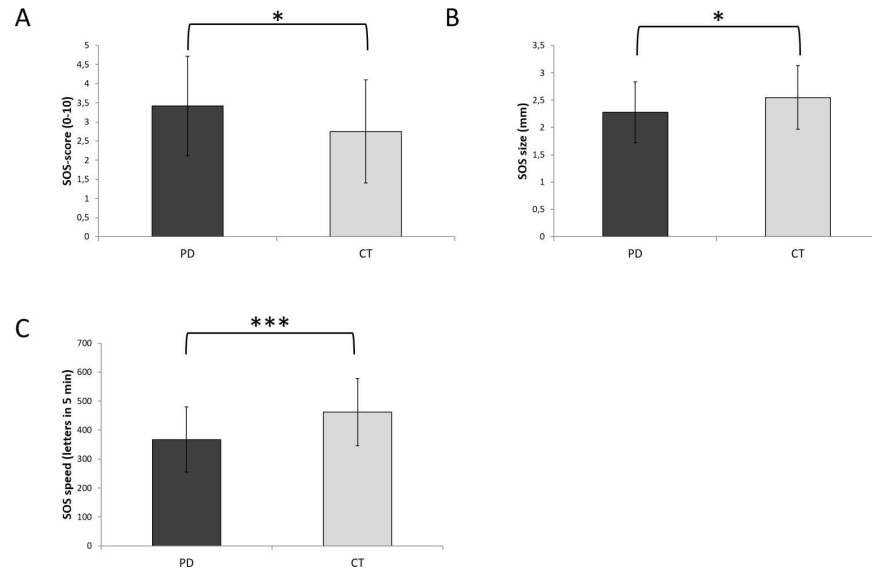 A
*
SOS-score (0-10)
5
4,5
4
3,5
3
2,5
2
1,5
1
0,5
0
PD
CT
B
*
SOS size (mm)
3,5
3
2,5
2
1,5
1
0,5
0
PD
CT
C
***
SOS speed (letters in 5 min)
700
600
500
400
300
200
100
0
PD
CT